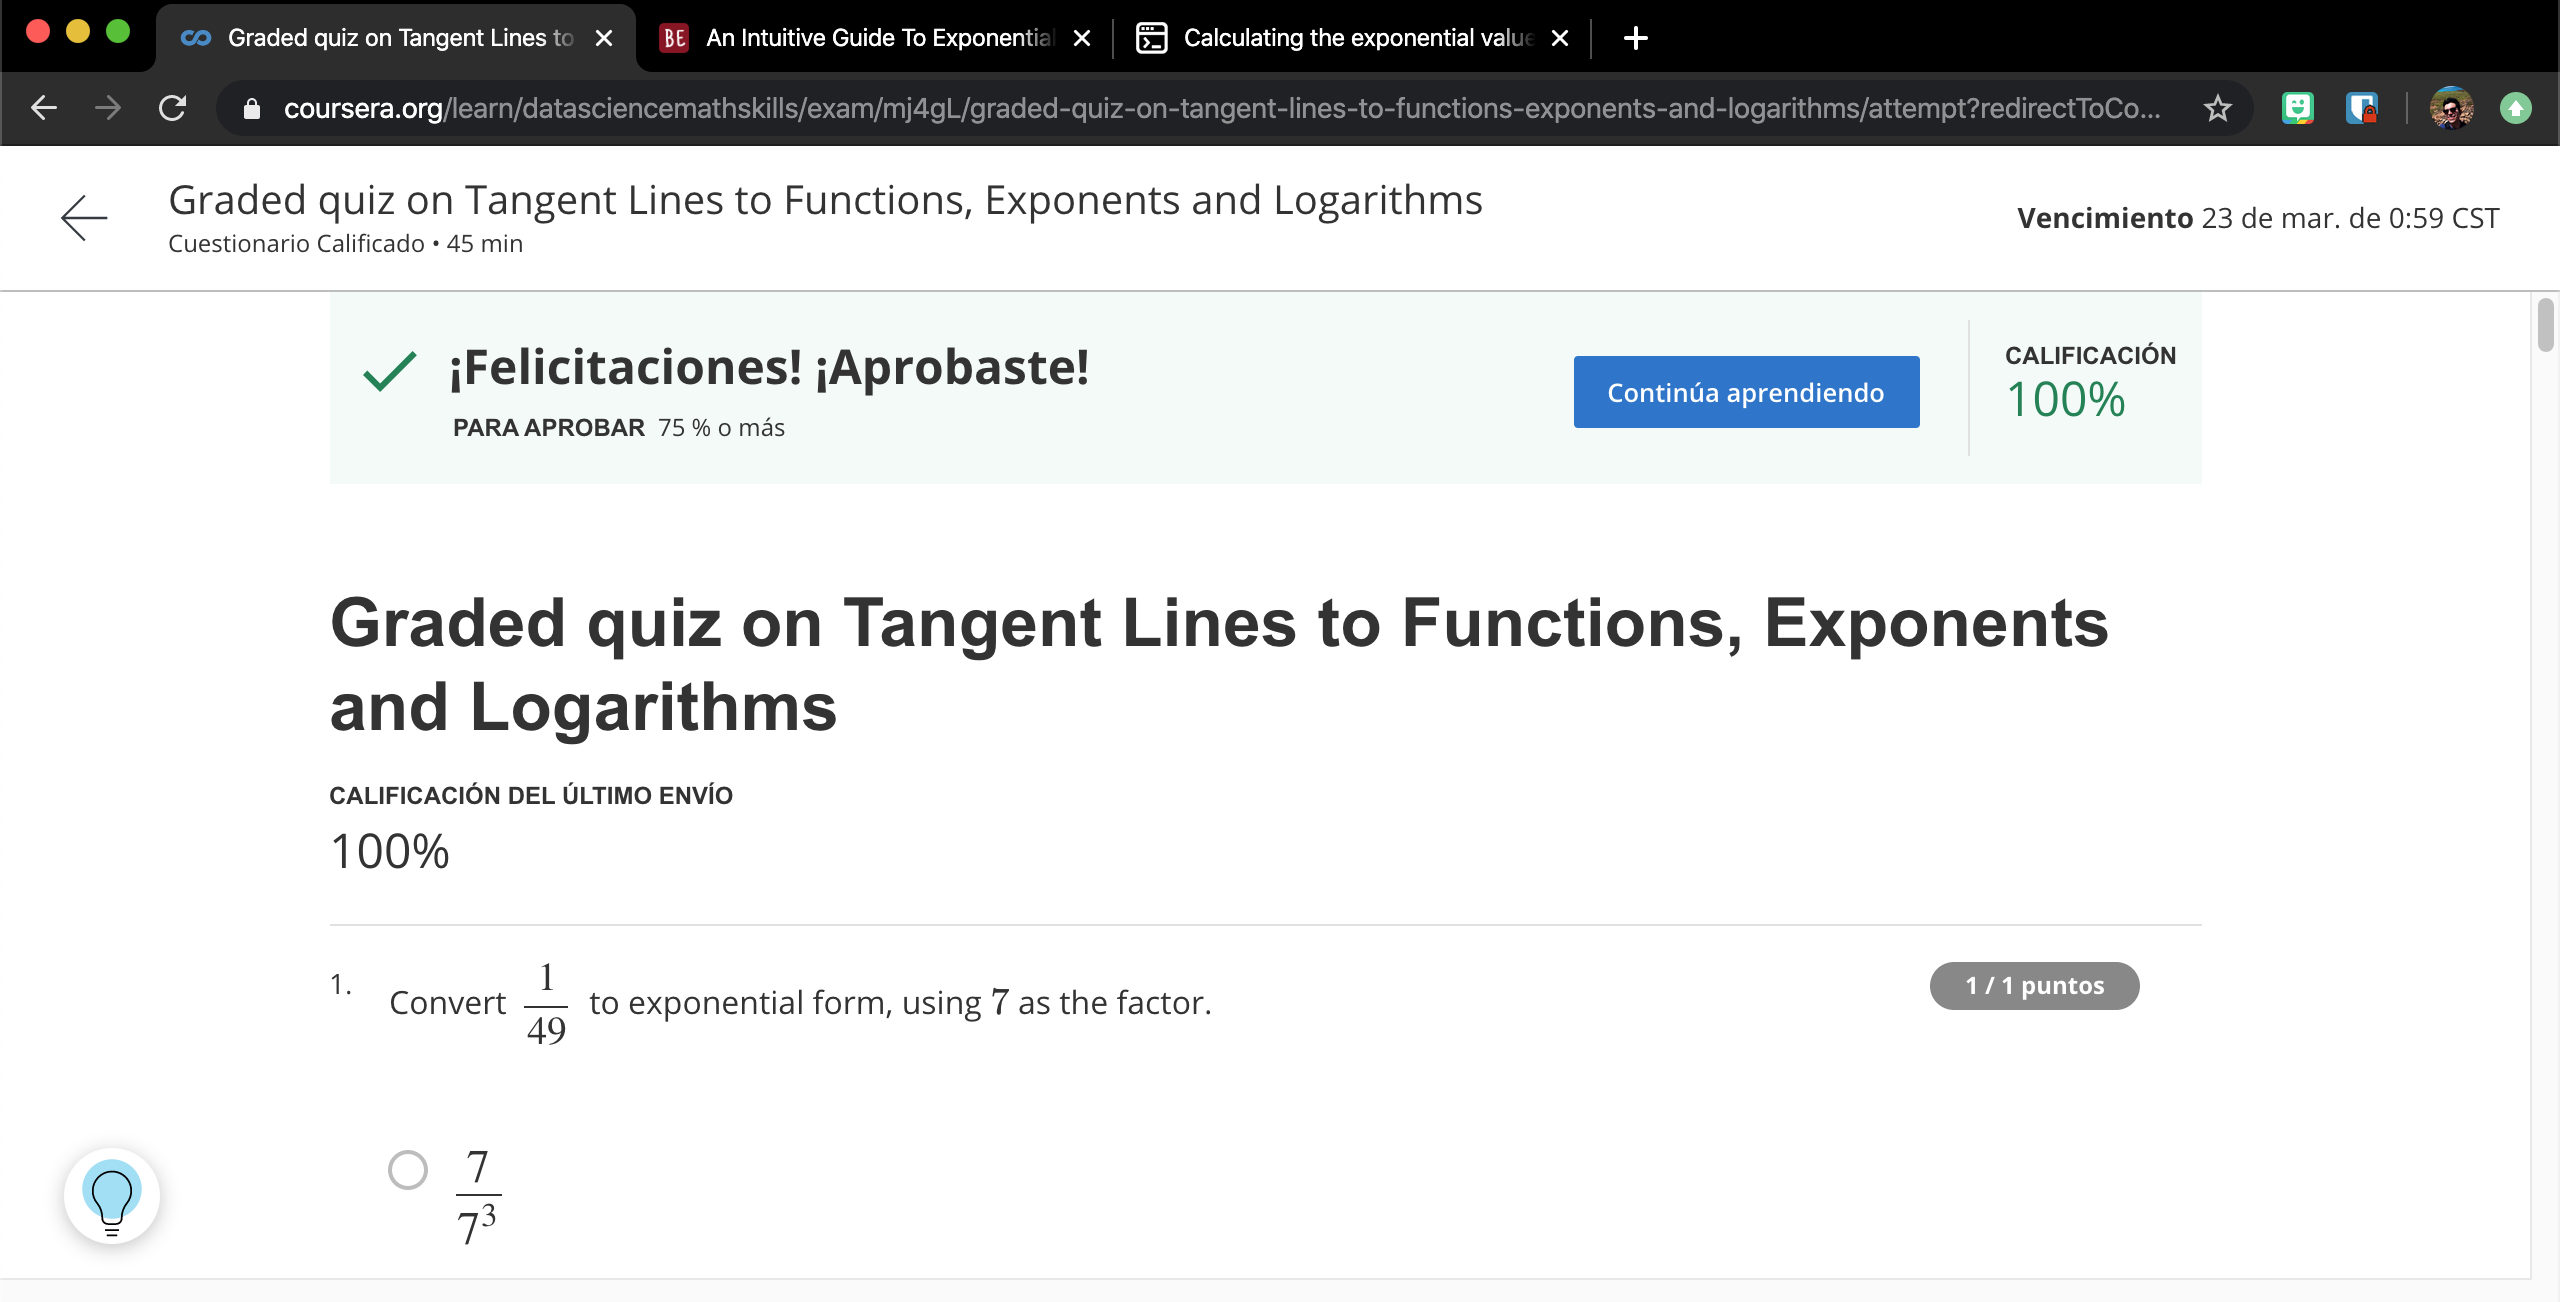 Graded quiz on Tangent Lines to
BE An Intuitive Guide To Exponential
Calculating the exponential value
coursera.org/learn/datasciencemathskills/exam/mj4gL/graded-quiz-on-tangent-lines-to-functions-exponents-and-logarithms/attempt?redirectToCo...
Graded quiz on Tangent Lines to Functions, Exponents and Logarithms
Cuestionario Calificado • 45 min
Vencimiento 23 de mar. de 0:59 CST
¡Felicitaciones! ¡Aprobaste!
PARA APROBAR 75 % o más
Continúa aprendiendo
CALIFICACIÓN
100%
Graded quiz on Tangent Lines to Functions, Exponents
and Logarithms
CALIFICACIÓN DEL ÚLTIMO ENVÍO
100%
1. Convert 1/49 to exponential form, using 7 as the factor.
1 / 1 puntos
7/7³